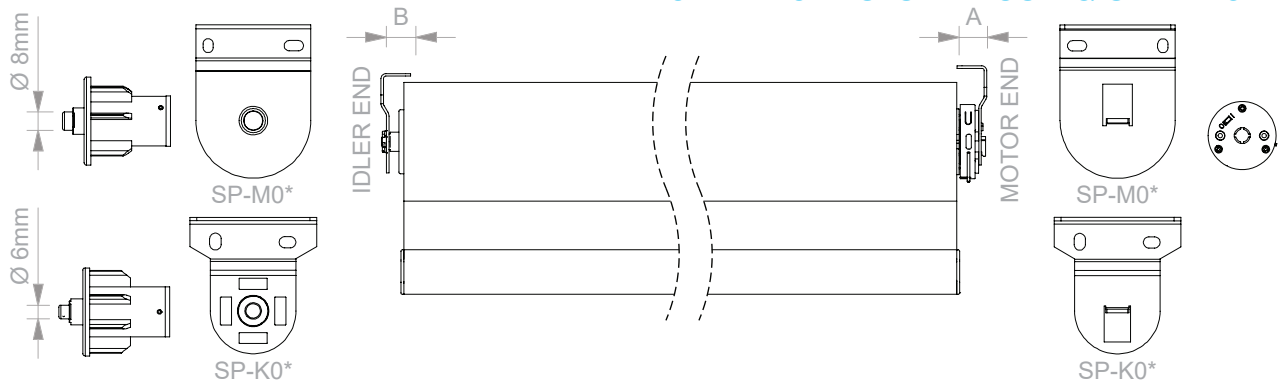 Ø 8mm
SP-M0*
B
IDLER END
A
MOTOR END
SP-M0*
Ø 6mm
SP-K0*
SP-K0*